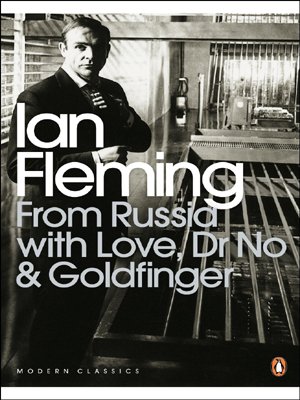 Ian
Fleming
From Russia
with Love, Dr No
& Goldfinger
MODERN CLASSICS